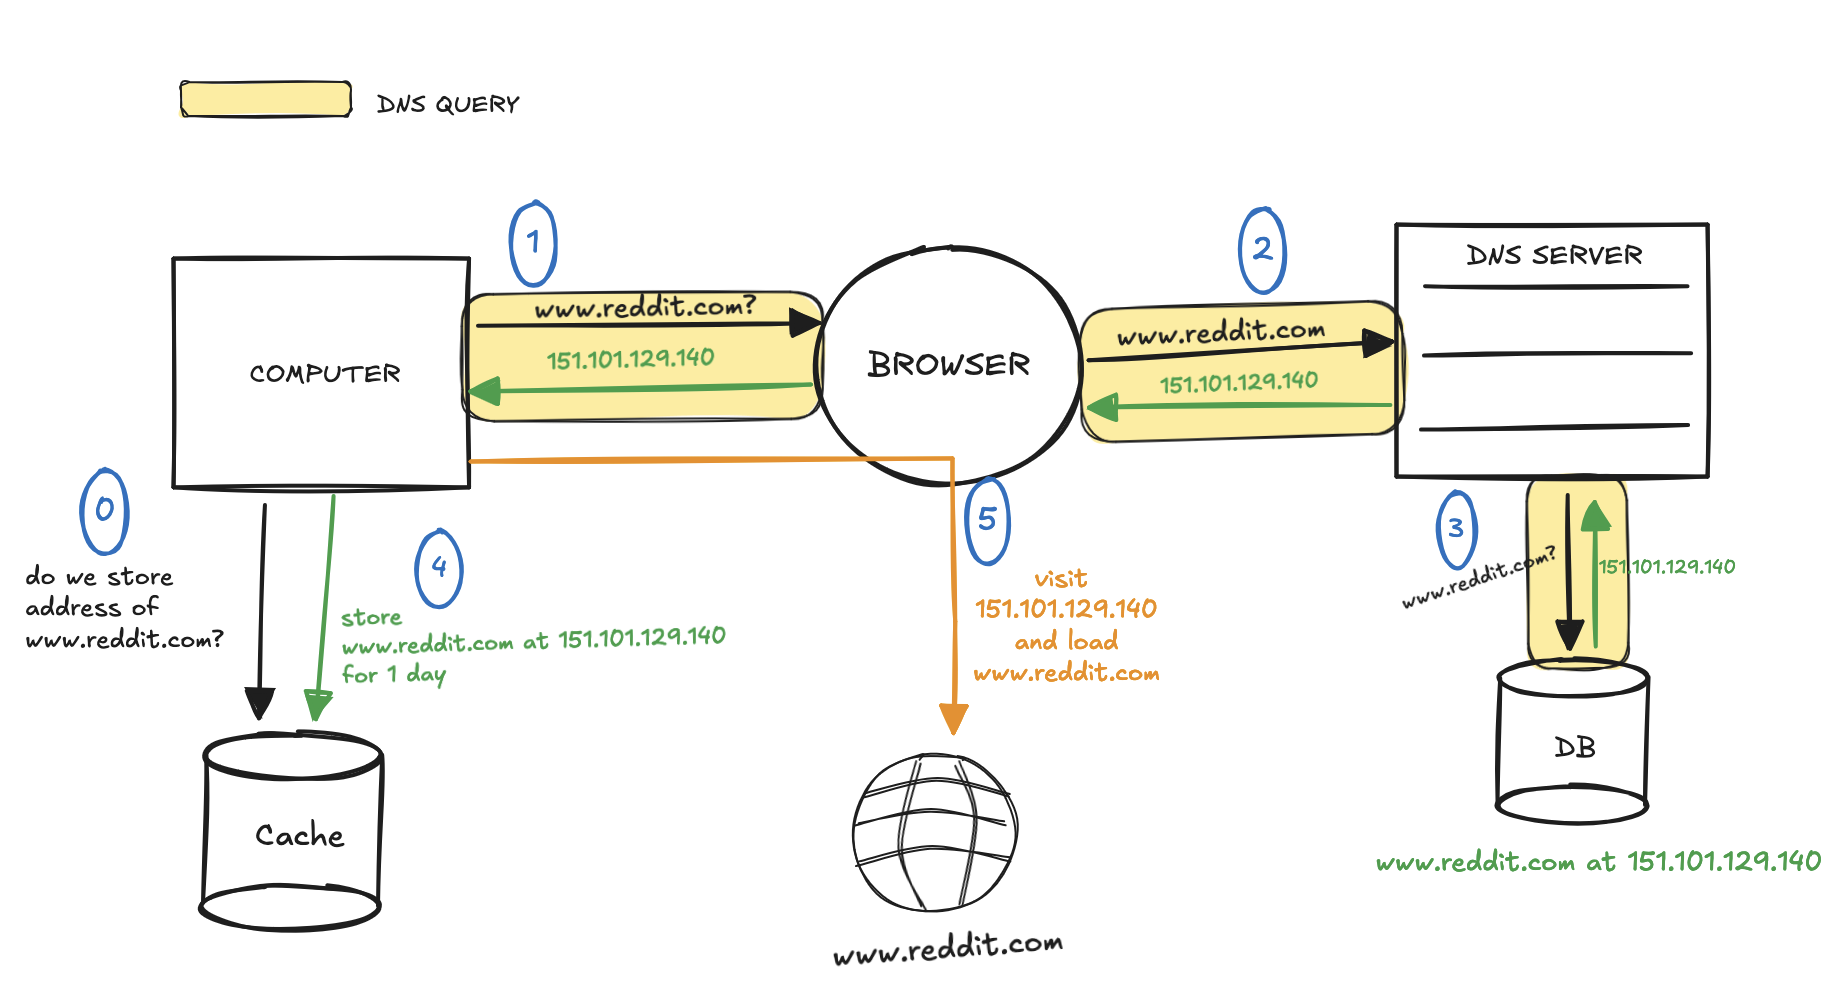 DNS QUERY
1
www.reddit.com?
151.101.129.140
2
www.reddit.com
151.101.129.140
DNS SERVER
COMPUTER
BROWSER
0
do we store
address of
www.reddit.com?
4
store
www.reddit.com at 151.101.129.140
for 1 day
5
visit
151.101.129.140
and load
www.reddit.com
3
www.reddit.com?
151.101.129.140
Cache
DB
www.reddit.com at 151.101.129.140
www.reddit.com